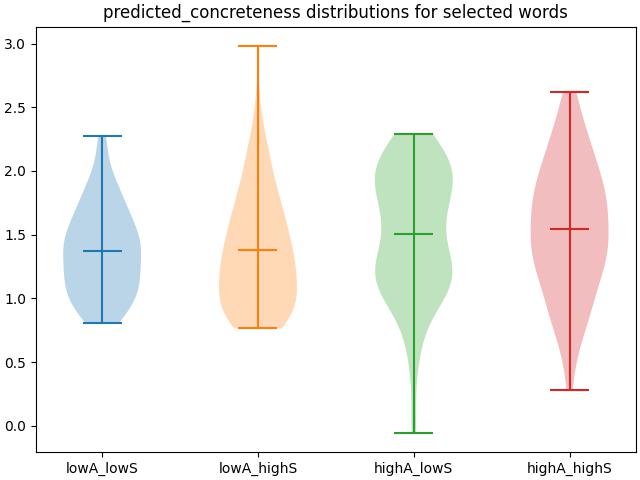 predicted_concreteness distributions for selected words
3.0
2.5
2.0
1.5
1.0
0.5
0.0
lowA_lowS
lowA_highS
highA_lowS
highA_highS